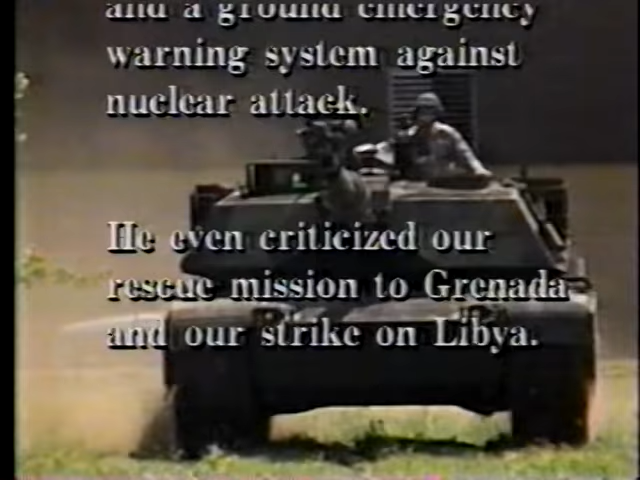 and a ground emergency
warning system against
nuclear attack.
He even criticized our
rescue mission to Grenada
and our strike on Libya.